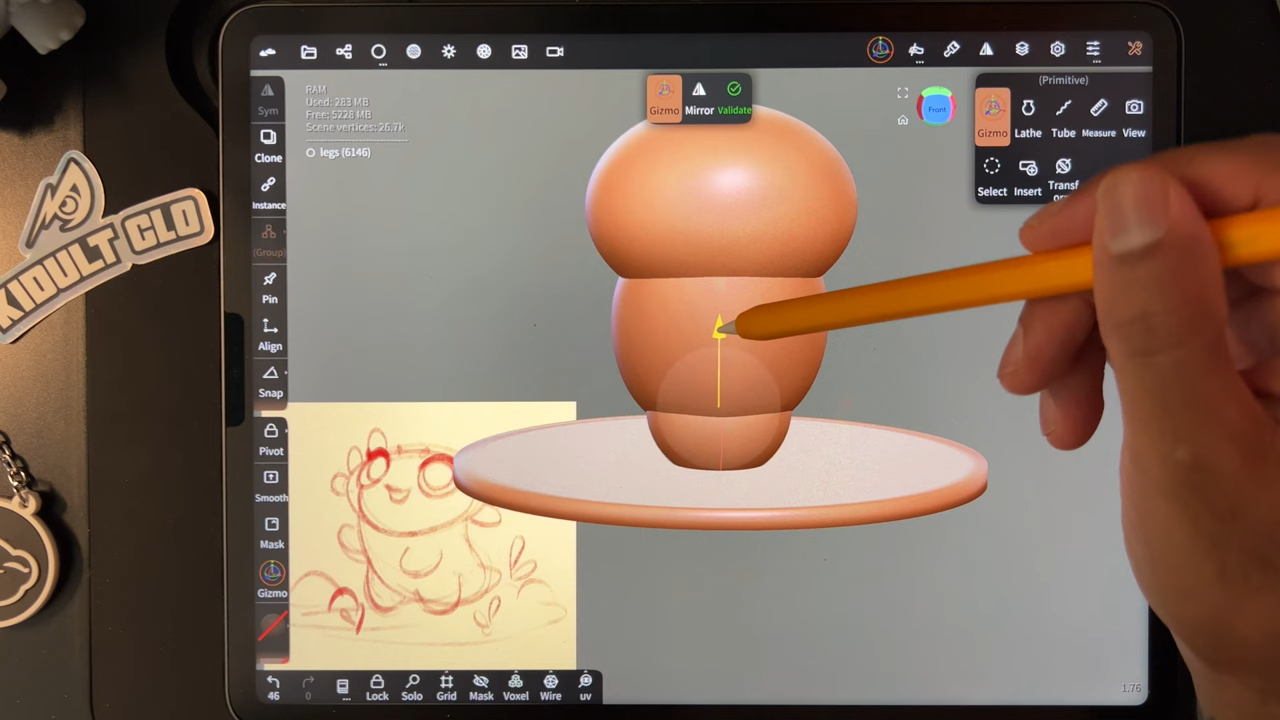 KIDULT CLO
RAM
Used: 283 MB
Free: 5228 MB
Scene vertices: 26.7k
legs (6146)
Gizmo
Mirror
Validate
Front
(Primitive)
Gizmo
Lathe
Tube
Measure
View
Select
Insert
Transf
Sym
Clone
Instance
(Group)
Pin
Align
Snap
Pivot
Smooth
Mask
Gizmo
46
0
Lock
Solo
Grid
Mask
Voxel
Wire
uv
1.76